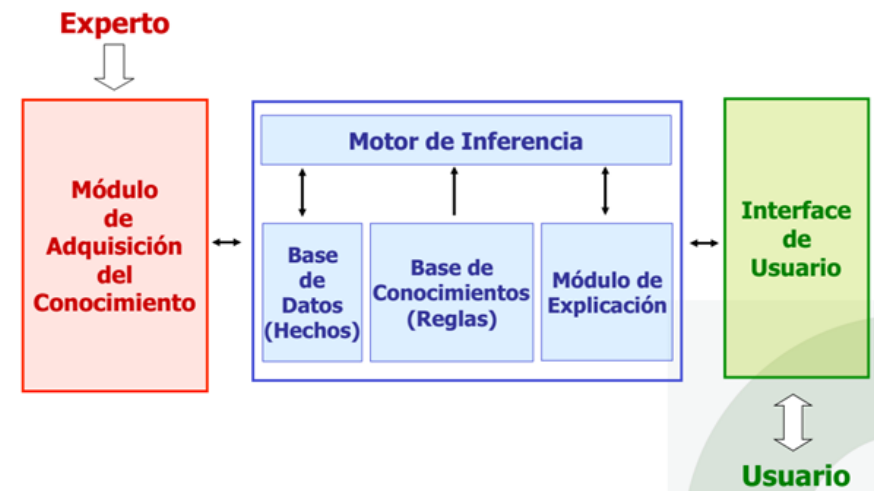 Experto
Módulo
de
Adquisición
del
Conocimiento
Motor de Inferencia
Base
de
Datos
(Hechos)
Base de
Conocimientos
(Reglas)
Módulo de
Explicación
Interface
de
Usuario
Usuario